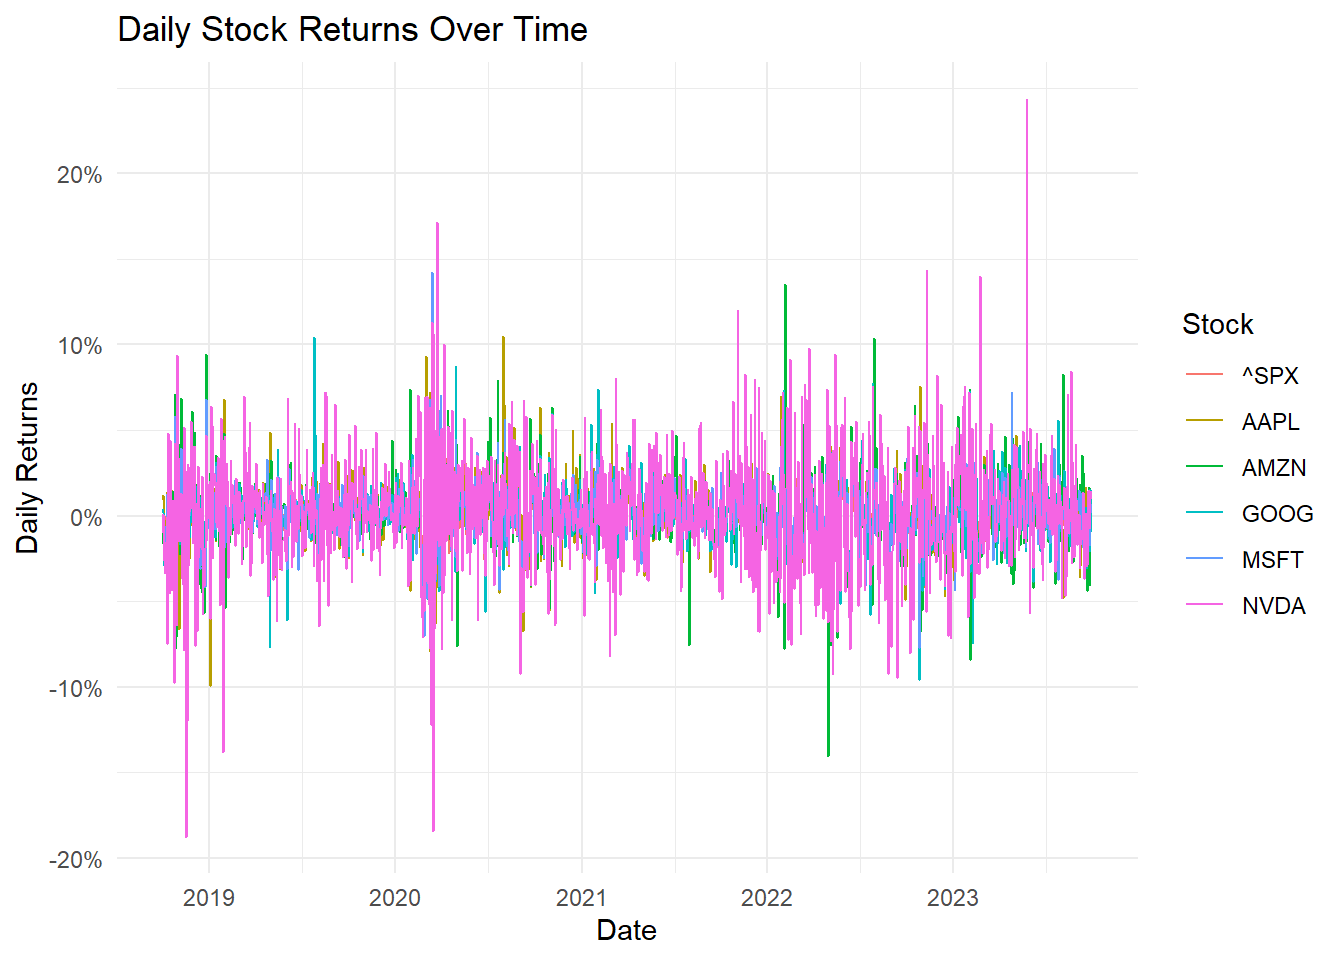 Daily Stock Returns Over Time
Daily Returns
20%
10%
0%
-10%
-20%
2019
2020
2021
2022
2023
Date
Stock
^SPX
AAPL
AMZN
GOOG
MSFT
NVDA